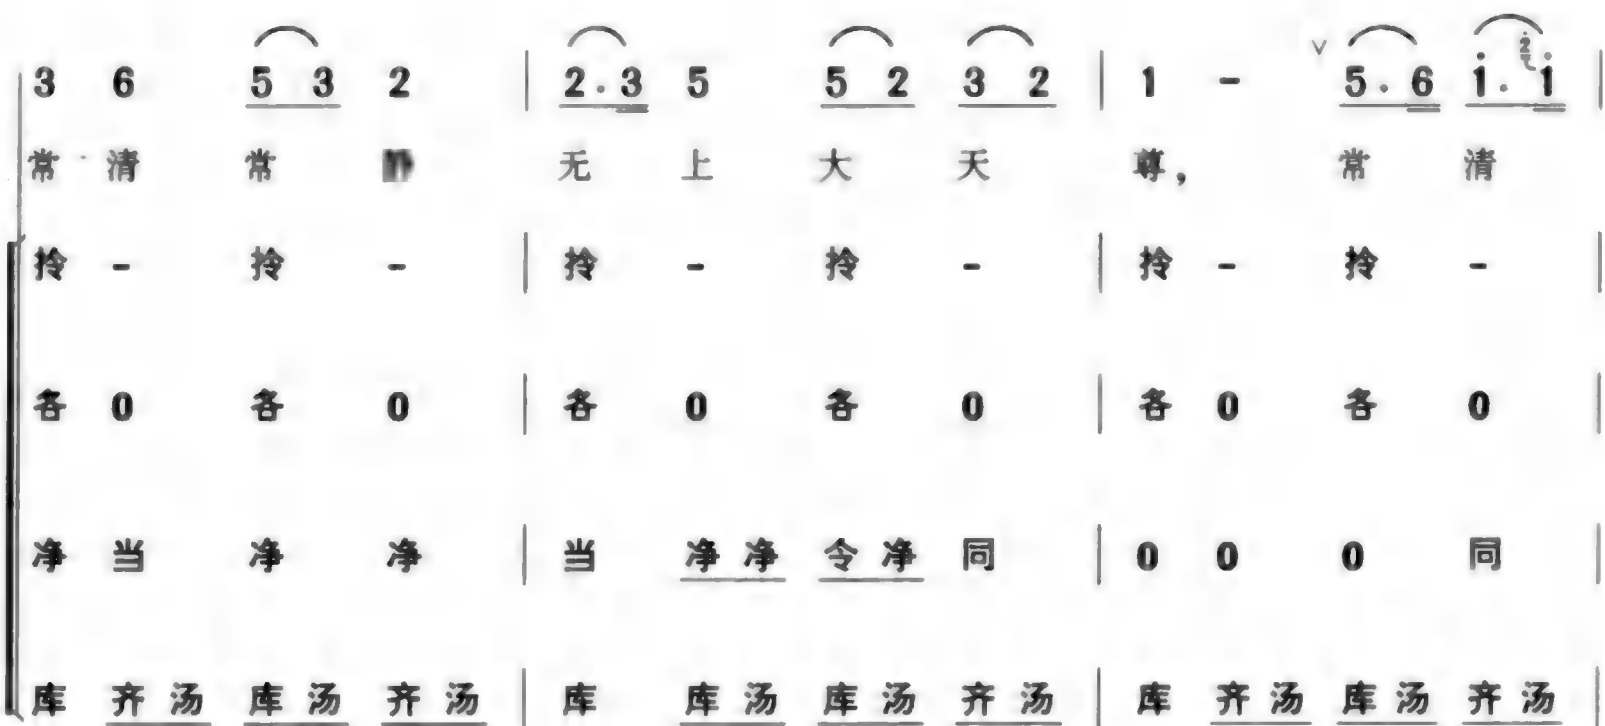 3 6 5 3 2 | 2.3 5 5 2 3 2 | 1 - ∨ 5.6 i.i |
常 清 常 无 上 大 天 尊， 常 清
拎 - 拎 - | 拎 - 拎 - | 拎 - 拎 - |
各 0 各 0 | 各 0 各 0 | 各 0 各 0 |
净 当 净 净 | 当 净 净 令 净 同 | 0 0 0 同 |
库 齐 汤 库 汤 齐 汤 | 库 库 汤 库 汤 齐 汤 | 库 齐 汤 库 汤 齐 汤 |